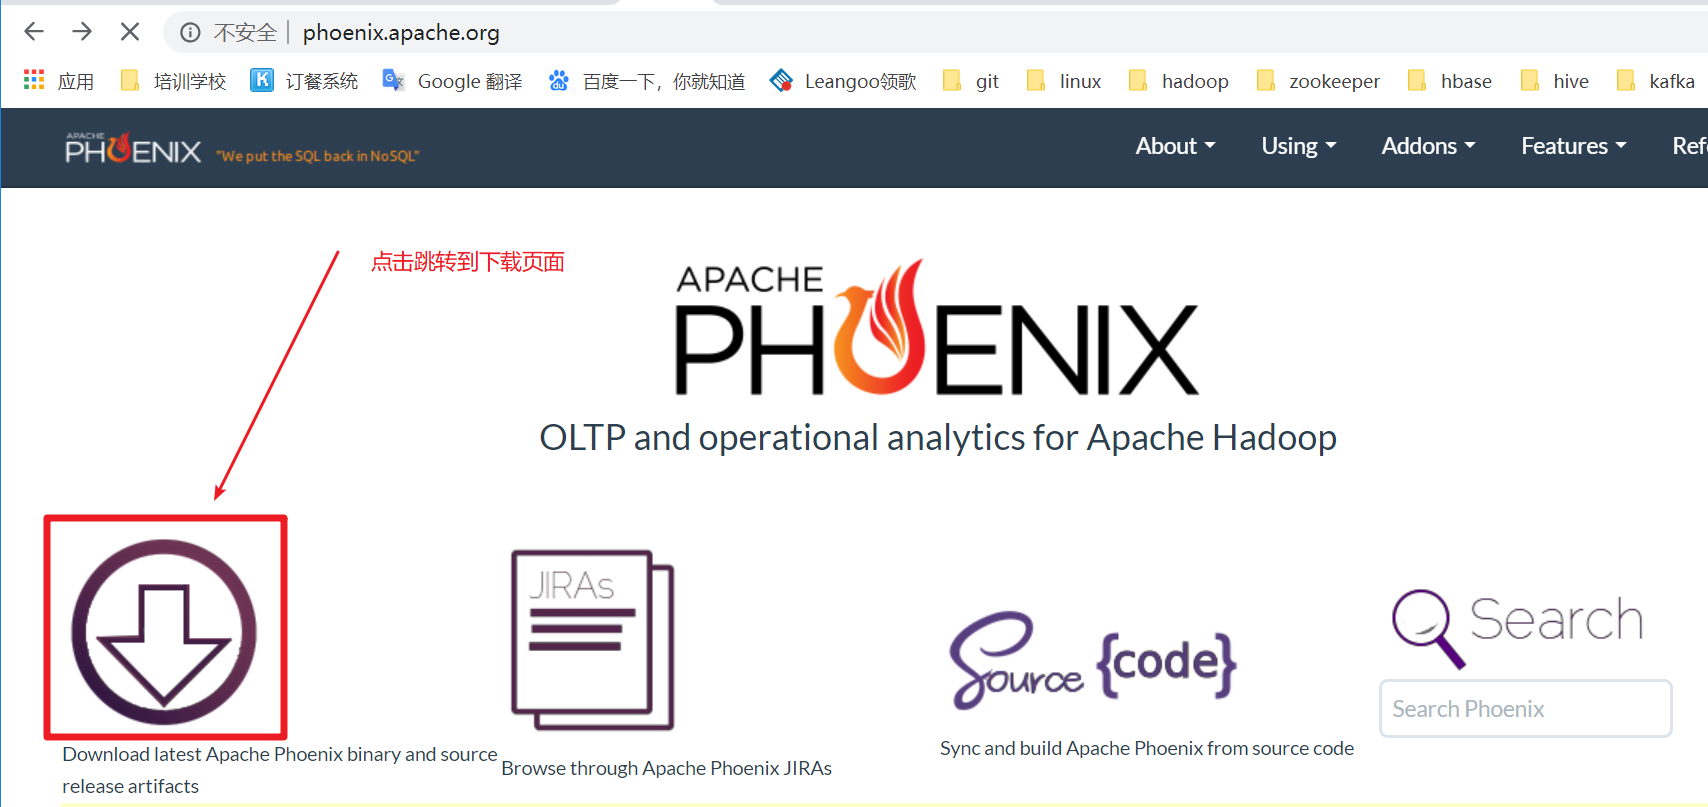 不安全 phoenix.apache.org
应用 培训学校 订餐系统 Google 翻译 百度一下，你就知道 Leangoo领歌 git linux hadoop zookeeper hbase hive kafka
APACHE
PHOENIX "We put the SQL back in NoSQL" About Using Addons Features Ref
点击跳转到下载页面
APACHE
PHOENIX
OLTP and operational analytics for Apache Hadoop
JIRAs
Source {code}
Search
Search Phoenix
Download latest Apache Phoenix binary and source
release artifacts
Browse through Apache Phoenix JIRAs
Sync and build Apache Phoenix from source code